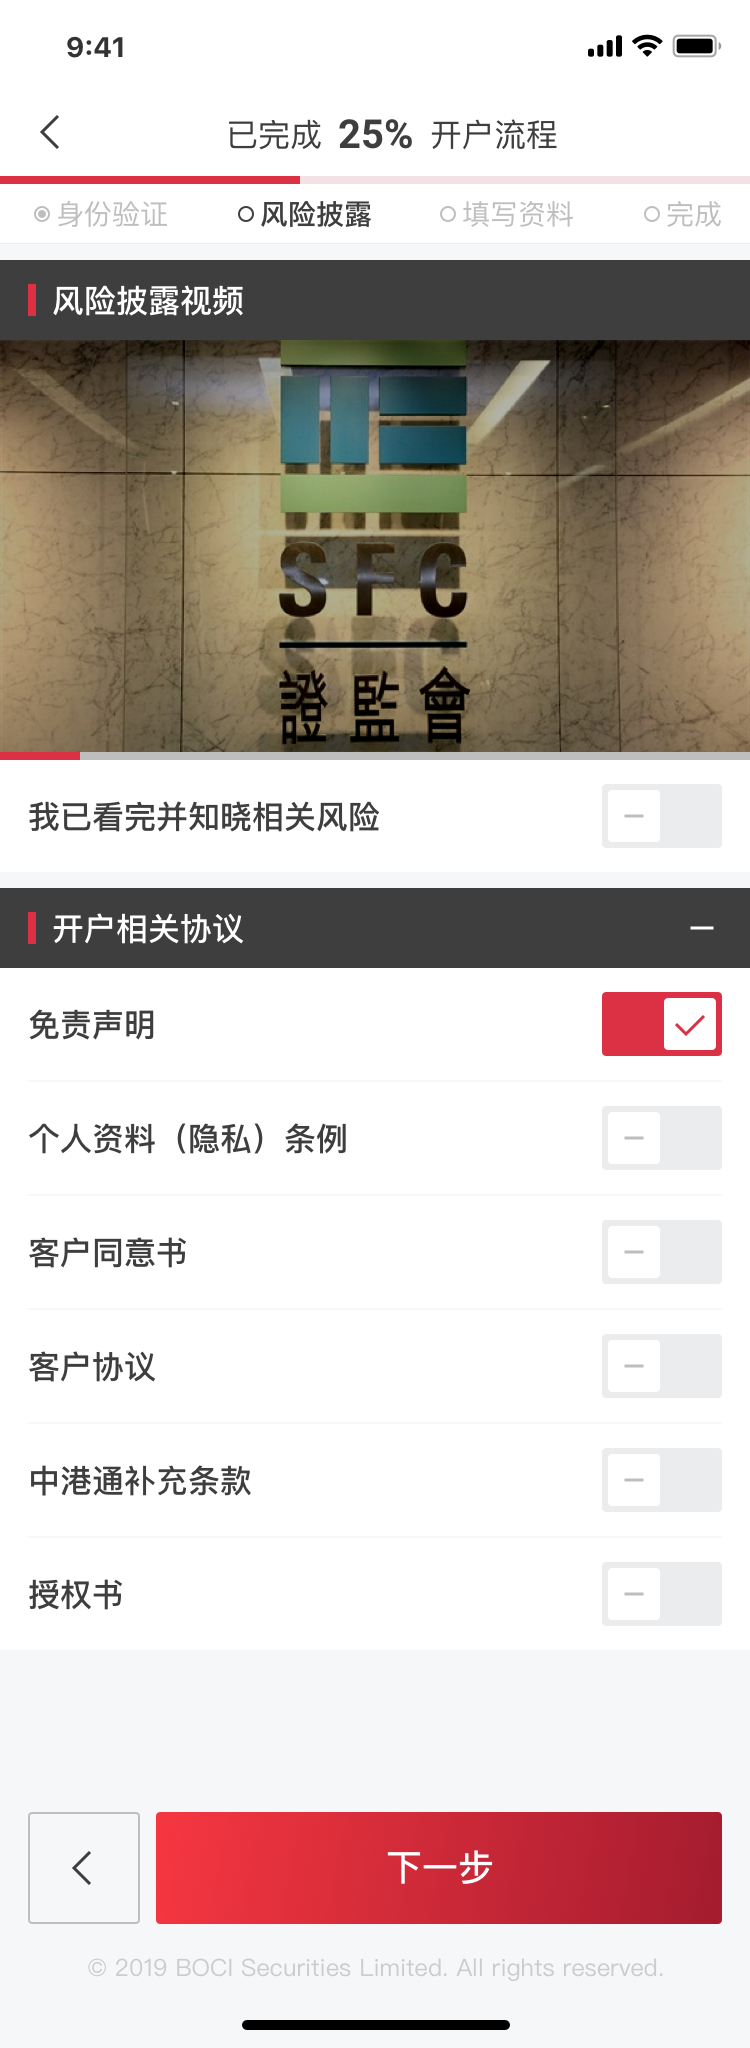 9:41
已完成 25% 开户流程
身份验证 风险披露 填写资料 完成
风险披露视频
SFC
證監會
我已看完并知晓相关风险
开户相关协议
免责声明
个人资料（隐私）条例
客户同意书
客户协议
中港通补充条款
授权书
下一步
© 2019 BOCI Securities Limited. All rights reserved.